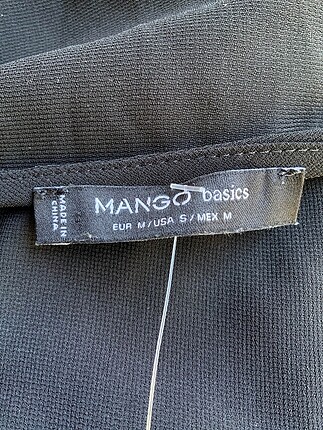 MANGO basics
EUR M/USA S/MEX M
MADE IN
CHINA